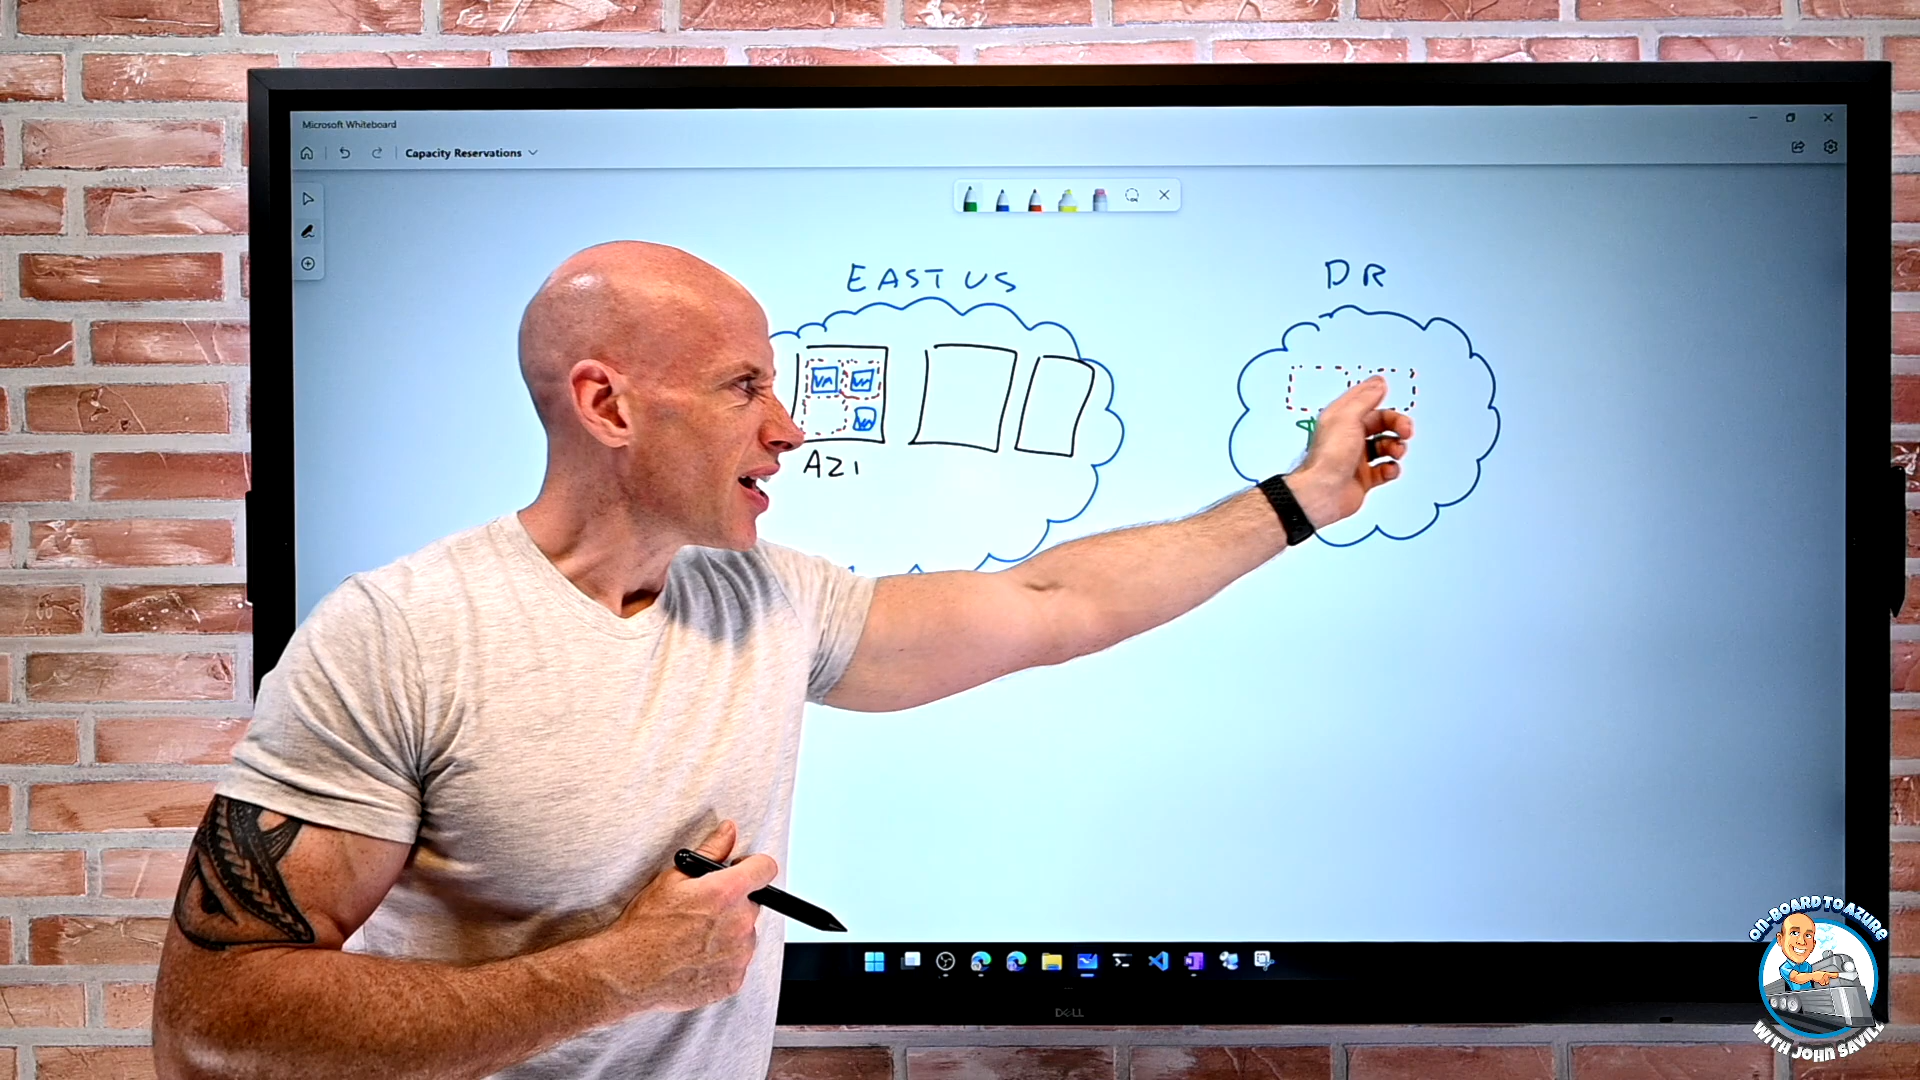 Microsoft Whiteboard
Capacity Reservations
EAST US
DR
VM VM
VM
AZ1
DELL
ON-BOARD TO AZURE
WITH JOHN SAVILL